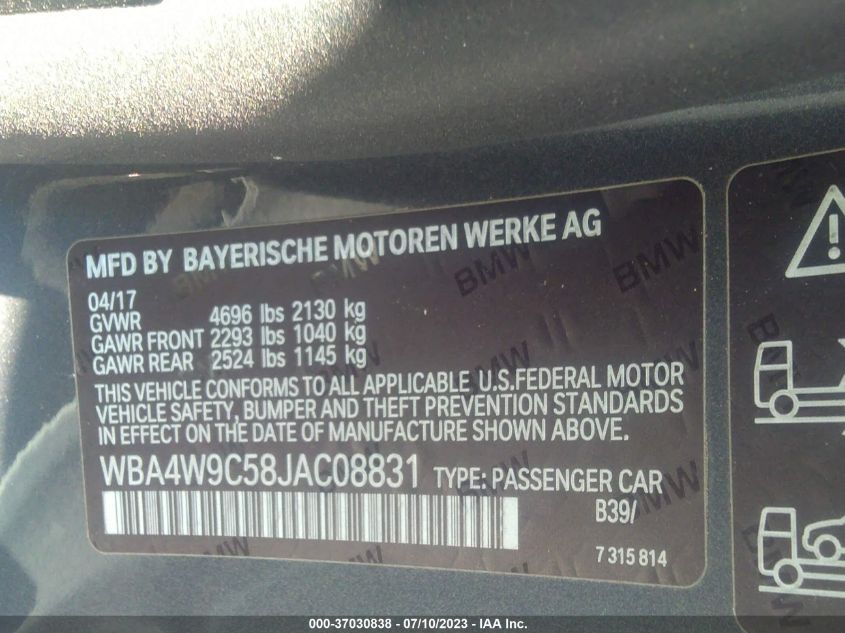 MFD BY BAYERISCHE MOTOREN WERKE AG
04/17
GVWR 4696 lbs 2130 kg
GAWR FRONT 2293 lbs 1040 kg
GAWR REAR 2524 lbs 1145 kg
THIS VEHICLE CONFORMS TO ALL APPLICABLE U.S.FEDERAL MOTOR
VEHICLE SAFETY, BUMPER AND THEFT PREVENTION STANDARDS
IN EFFECT ON THE DATE OF MANUFACTURE SHOWN ABOVE.
WBA4W9C58JAC08831 TYPE: PASSENGER CAR
B39/
7 315 814
000-37030838 - 07/10/2023 - IAA Inc.